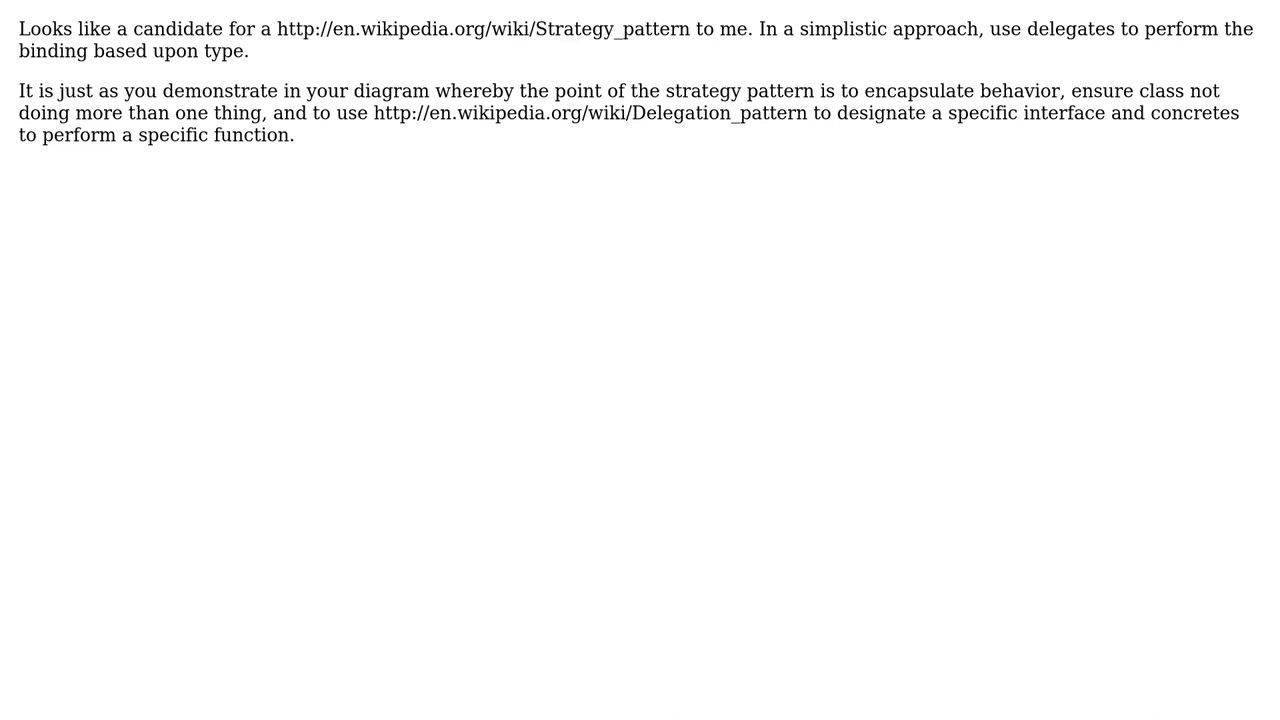 Looks like a candidate for a http://en.wikipedia.org/wiki/Strategy_pattern to me. In a simplistic approach, use delegates to perform the
binding based upon type.
It is just as you demonstrate in your diagram whereby the point of the strategy pattern is to encapsulate behavior, ensure class not
doing more than one thing, and to use http://en.wikipedia.org/wiki/Delegation_pattern to designate a specific interface and concretes
to perform a specific function.